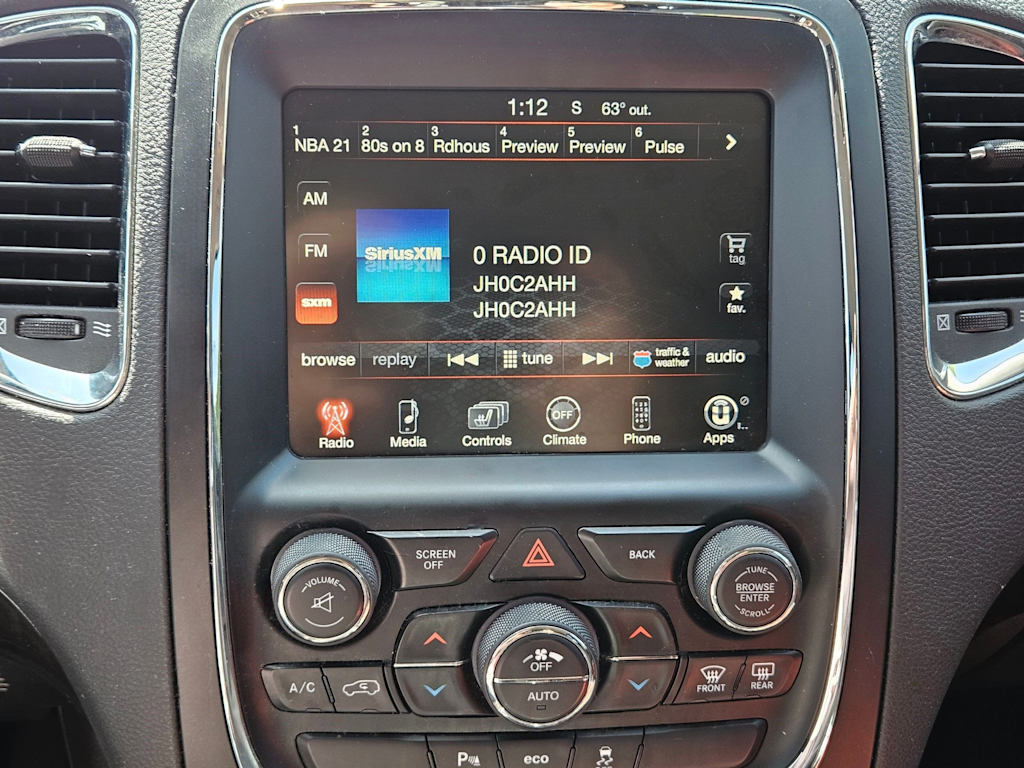 1:12 S 63° out.
1 2 3 4 5 6
NBA 21 80s on 8 Rdhous Preview Preview Pulse
AM
FM
sxm
SiriusXM
0 RADIO ID
JH0C2AHH
JH0C2AHH
tag
fav.
browse replay tune traffic & weather audio
OFF
Radio Media Controls Climate Phone Apps
SCREEN OFF
BACK
VOLUME
TUNE
BROWSE
ENTER
SCROLL
OFF
AUTO
A/C
FRONT
REAR
P
eco